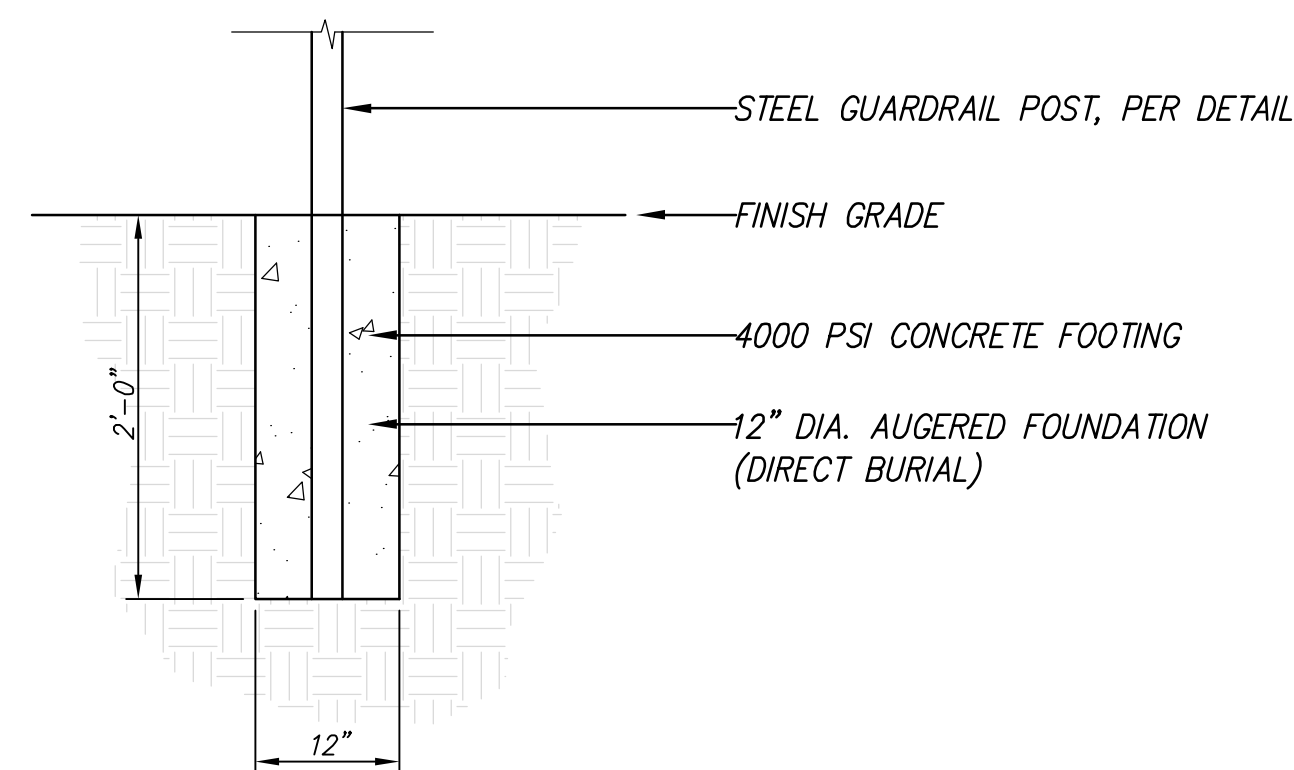 STEEL GUARDRAIL POST, PER DETAIL
FINISH GRADE
4000 PSI CONCRETE FOOTING
2'-0"
12" DIA. AUGERED FOUNDATION
(DIRECT BURIAL)
12"